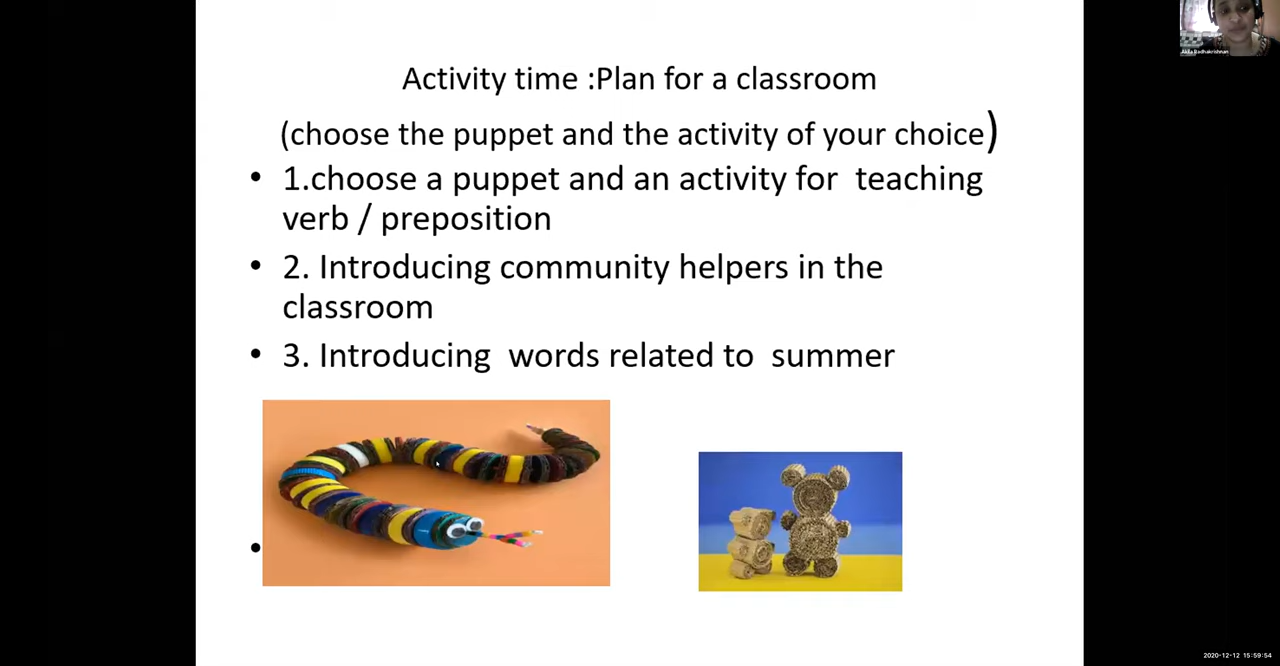 Akila Radhakrishnan
Activity time :Plan for a classroom
(choose the puppet and the activity of your choice)
• 1.choose a puppet and an activity for  teaching
verb / preposition
• 2. Introducing community helpers in the
classroom
• 3. Introducing  words related to  summer
•
2020-12-12 15:59:54